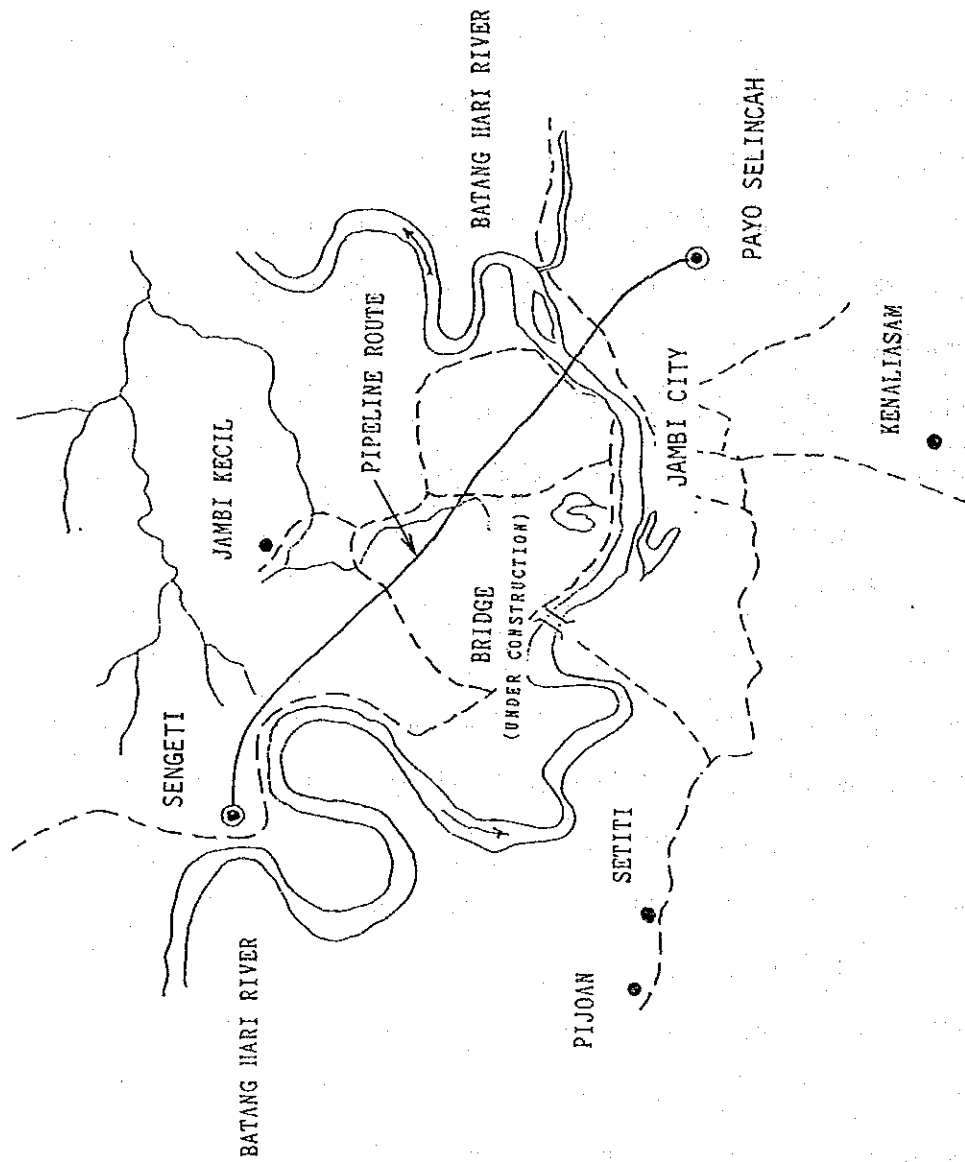 BATANG HARI RIVER
SENGETI
JAMBI KECIL
PIPELINE ROUTE
BATANG HARI RIVER
BRIDGE
(UNDER CONSTRUCTION)
PIJOAN
SETITI
JAMBI CITY
PAYO SELINCAH
KENALIASAM